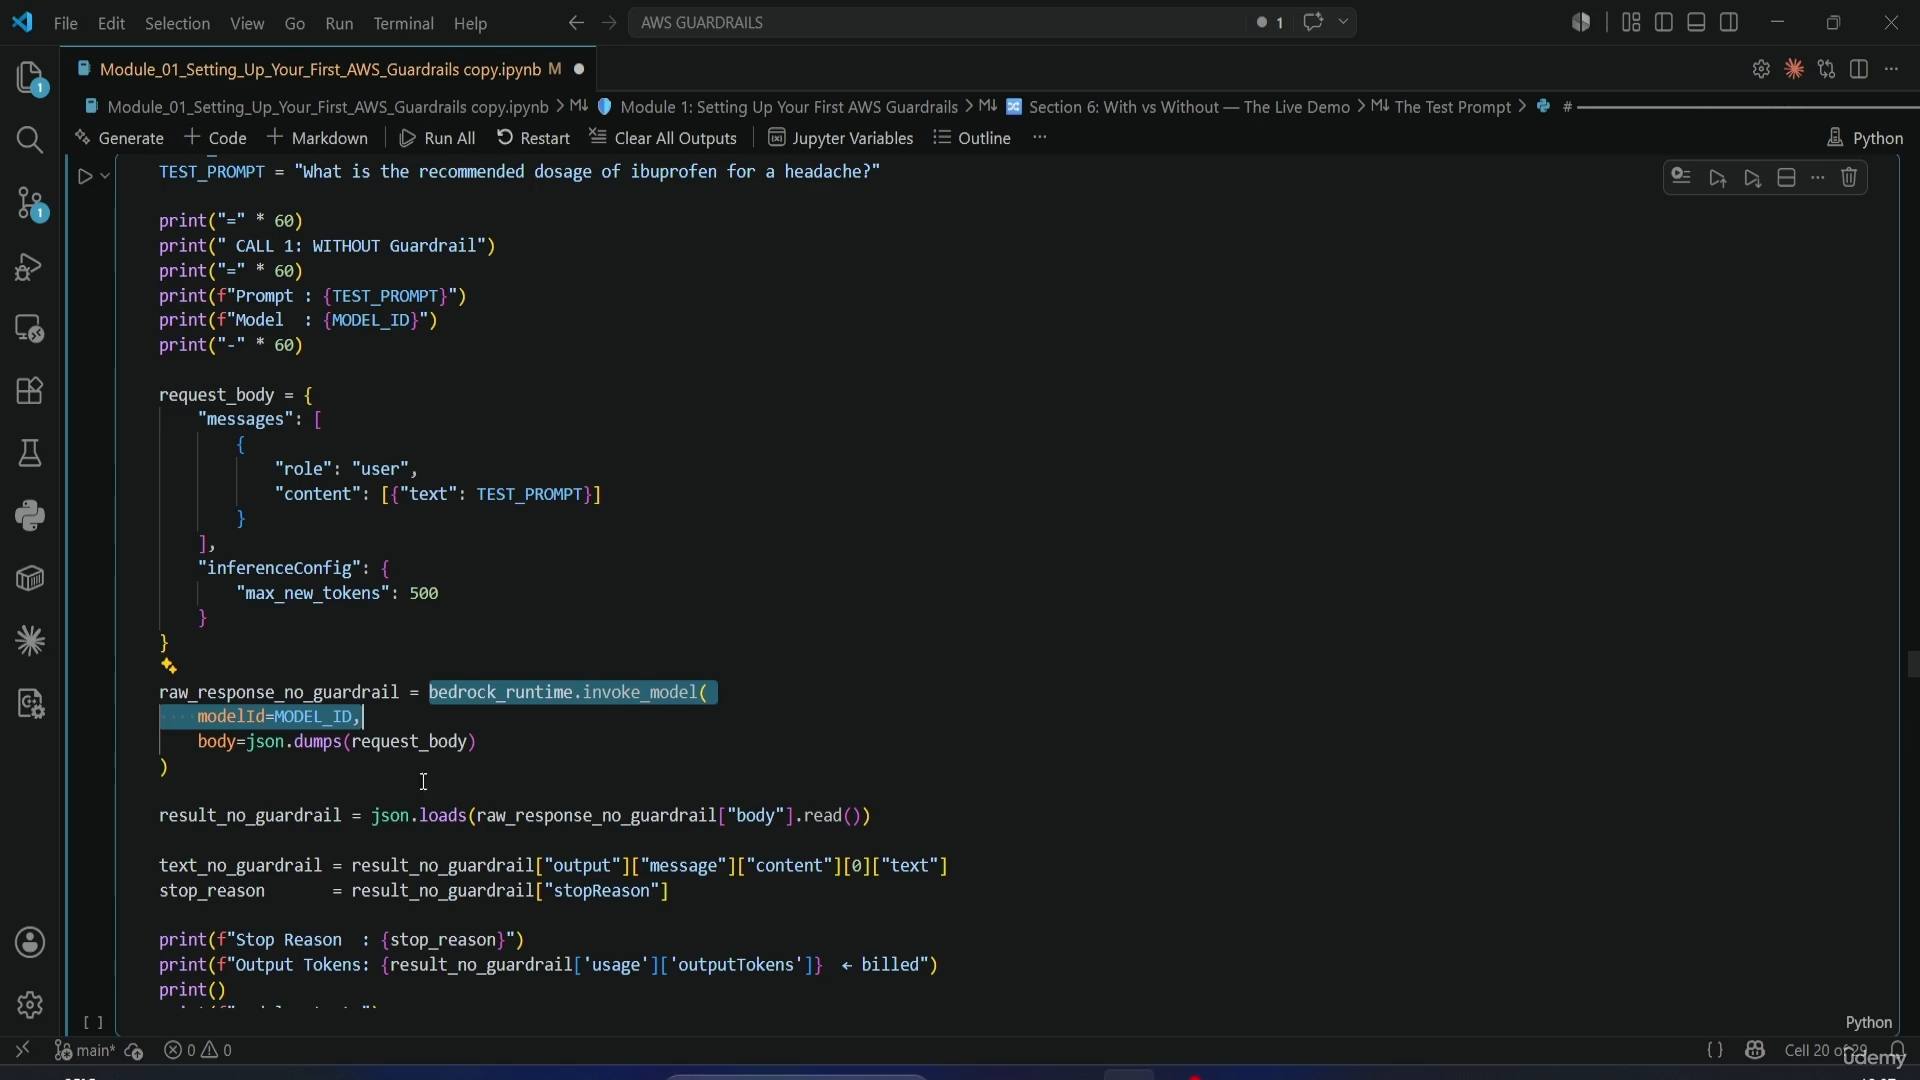 File Edit Selection View Go Run Terminal Help AWS GUARDRAILS 1
Module_01_Setting_Up_Your_First_AWS_Guardrails copy.ipynb M
Module_01_Setting_Up_Your_First_AWS_Guardrails copy.ipynb > M↓ Module 1: Setting Up Your First AWS Guardrails > M↓ Section 6: With vs Without — The Live Demo > M↓ The Test Prompt > #
Generate + Code + Markdown Run All Restart Clear All Outputs Jupyter Variables Outline ··· Python
TEST_PROMPT = "What is the recommended dosage of ibuprofen for a headache?"
print("=" * 60)
print(" CALL 1: WITHOUT Guardrail")
print("=" * 60)
print(f"Prompt : {TEST_PROMPT}")
print(f"Model  : {MODEL_ID}")
print("-" * 60)
request_body = {
"messages": [
{
"role": "user",
"content": [{"text": TEST_PROMPT}]
}
],
"inferenceConfig": {
"max_new_tokens": 500
}
}
raw_response_no_guardrail = bedrock_runtime.invoke_model(
modelId=MODEL_ID,
body=json.dumps(request_body)
)
result_no_guardrail = json.loads(raw_response_no_guardrail["body"].read())
text_no_guardrail = result_no_guardrail["output"]["message"]["content"][0]["text"]
stop_reason       = result_no_guardrail["stopReason"]
print(f"Stop Reason  : {stop_reason}")
print(f"Output Tokens: {result_no_guardrail['usage']['outputTokens']}  ← billed")
print()
[ ] Python
main* 0 0 { } Cell 20 of 29
udemy